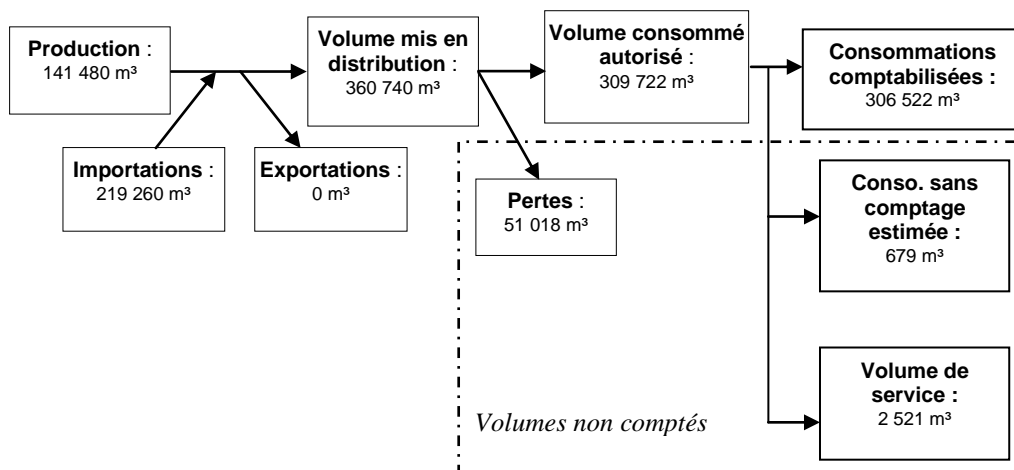 Production :
141 480 m³
Volume mis en
distribution :
360 740 m³
Volume consommé
autorisé :
309 722 m³
Consommations
comptabilisées :
306 522 m³
Importations :
219 260 m³
Exportations :
0 m³
Pertes :
51 018 m³
Conso. sans
comptage
estimée :
679 m³
Volume de
service :
2 521 m³
Volumes non comptés